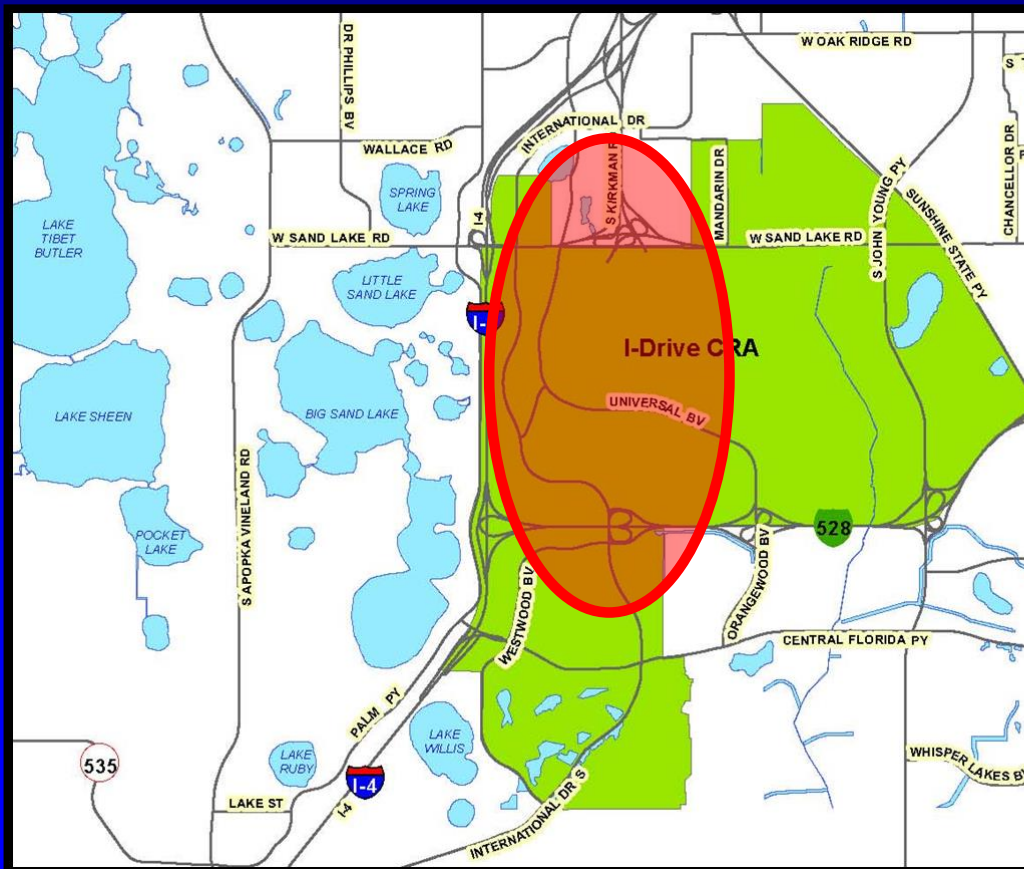 W OAK RIDGE RD
DR PHILLIPS BV
S
CHANCELLOR DR
INTERNATIONAL DR
WALLACE RD
S KIRKMAN R
MANDARIN DR
SPRING
LAKE
S JOHN YOUNG PY
SUNSHINE STATE PY
LAKE
TIBET
BUTLER
I-4
W SAND LAKE RD
W SAND LAKE RD
LITTLE
SAND LAKE
I-
I-Drive CRA
UNIVERSAL BV
LAKE SHEEN
BIG SAND LAKE
S APOPKA VINELAND RD
POCKET
LAKE
528
WESTWOOD BV
ORANGEWOOD BV
CENTRAL FLORIDA PY
PALM PY
LAKE
WILLIS
LAKE
RUBY
535
I-4
WHISPER LAKES B
LAKE ST
I-4
INTERNATIONAL DR S